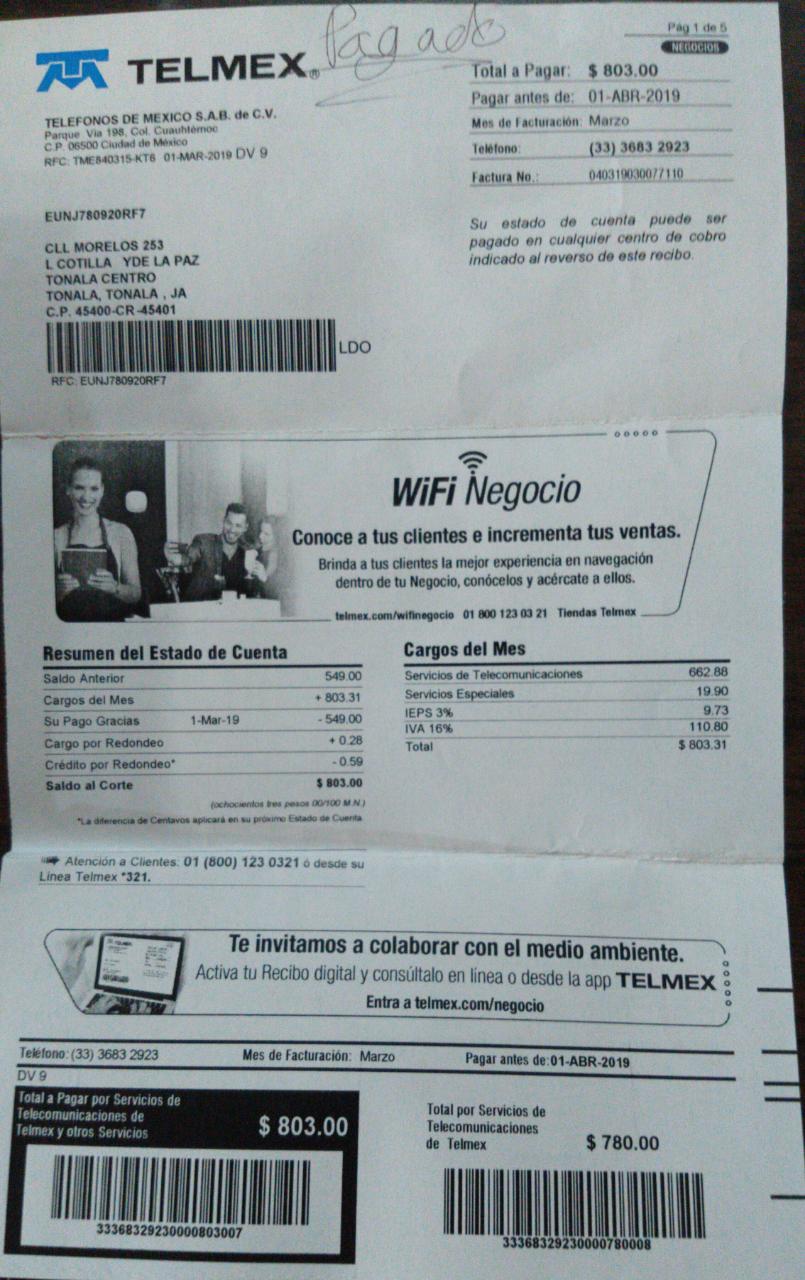 Pagado
Pág 1 de 5
NEGOCIOS
TELMEX®
Total a Pagar: $ 803.00
Pagar antes de: 01-ABR-2019
Mes de Facturación: Marzo
Teléfono: (33) 3683 2923
Factura No.: 040319030077110
TELEFONOS DE MEXICO S.A.B. de C.V.
Parque Vía 198, Col. Cuauhtémoc
C.P. 06500 Ciudad de México
RFC: TME840315-KT6 01-MAR-2019 DV 9
Su estado de cuenta puede ser
pagado en cualquier centro de cobro
indicado al reverso de este recibo.
EUNJ780920RF7
CLL MORELOS 253
L COTILLA YDE LA PAZ
TONALA CENTRO
TONALA, TONALA , JA
C.P. 45400-CR-45401
LDO
RFC: EUNJ780920RF7
WiFi Negocio
Conoce a tus clientes e incrementa tus ventas.
Brinda a tus clientes la mejor experiencia en navegación
dentro de tu Negocio, conócelos y acércate a ellos.
telmex.com/wifinegocio 01 800 123 03 21 Tiendas Telmex
Resumen del Estado de Cuenta
Saldo Anterior 549.00
Cargos del Mes + 803.31
Su Pago Gracias 1-Mar-19 - 549.00
Cargo por Redondeo + 0.28
Crédito por Redondeo* - 0.59
Saldo al Corte $ 803.00
(ochocientos tres pesos 00/100 M.N.)
*La diferencia de Centavos aplicará en su próximo Estado de Cuenta
Cargos del Mes
Servicios de Telecomunicaciones 662.88
Servicios Especiales 19.90
IEPS 3% 9.73
IVA 16% 110.80
Total $ 803.31
Atención a Clientes: 01 (800) 123 0321 ó desde su
Línea Telmex *321.
Te invitamos a colaborar con el medio ambiente.
Activa tu Recibo digital y consúltalo en línea o desde la app TELMEX
Entra a telmex.com/negocio
Teléfono: (33) 3683 2923 Mes de Facturación: Marzo Pagar antes de: 01-ABR-2019
DV 9
Total a Pagar por Servicios de
Telecomunicaciones de
Telmex y otros Servicios $ 803.00
33368329230000803007
Total por Servicios de
Telecomunicaciones
de Telmex $ 780.00
33368329230000780008